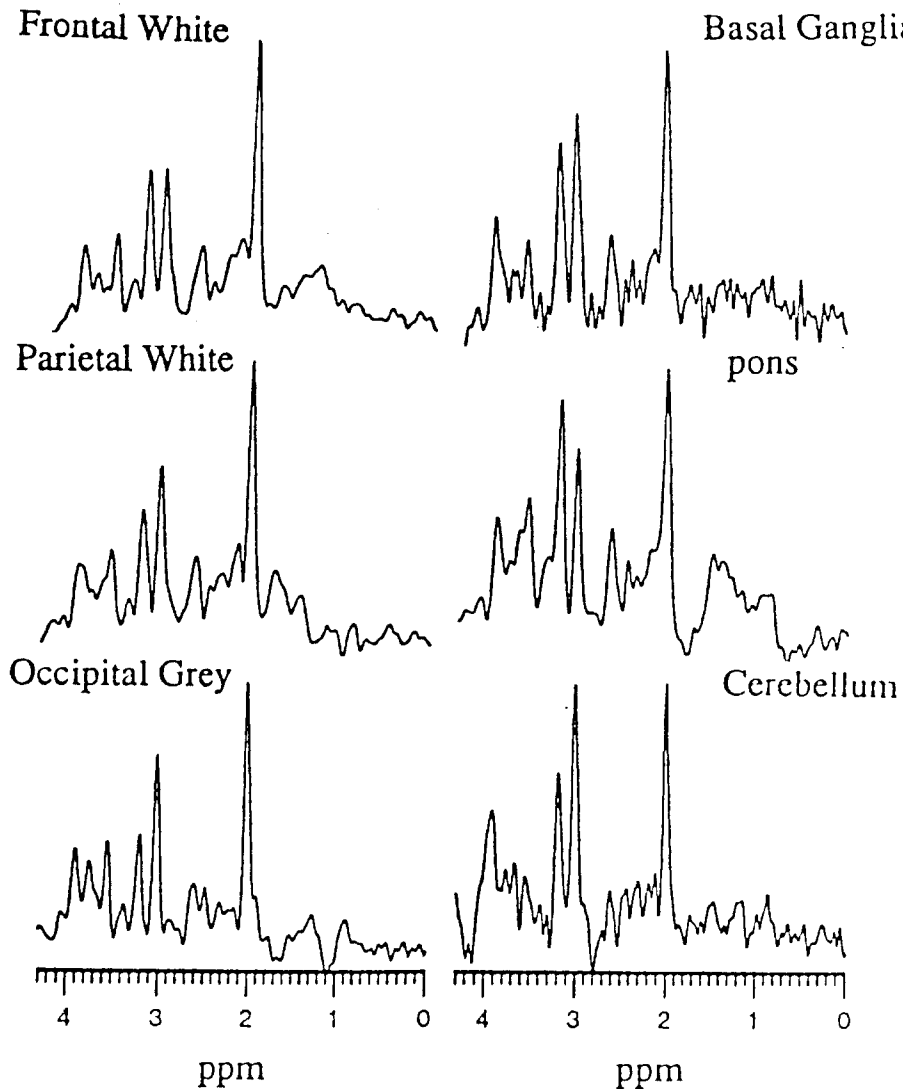 Frontal White
Basal Ganglia
Parietal White
pons
Occipital Grey
Cerebellum
4 3 2 1 0
4 3 2 1 0
ppm
ppm